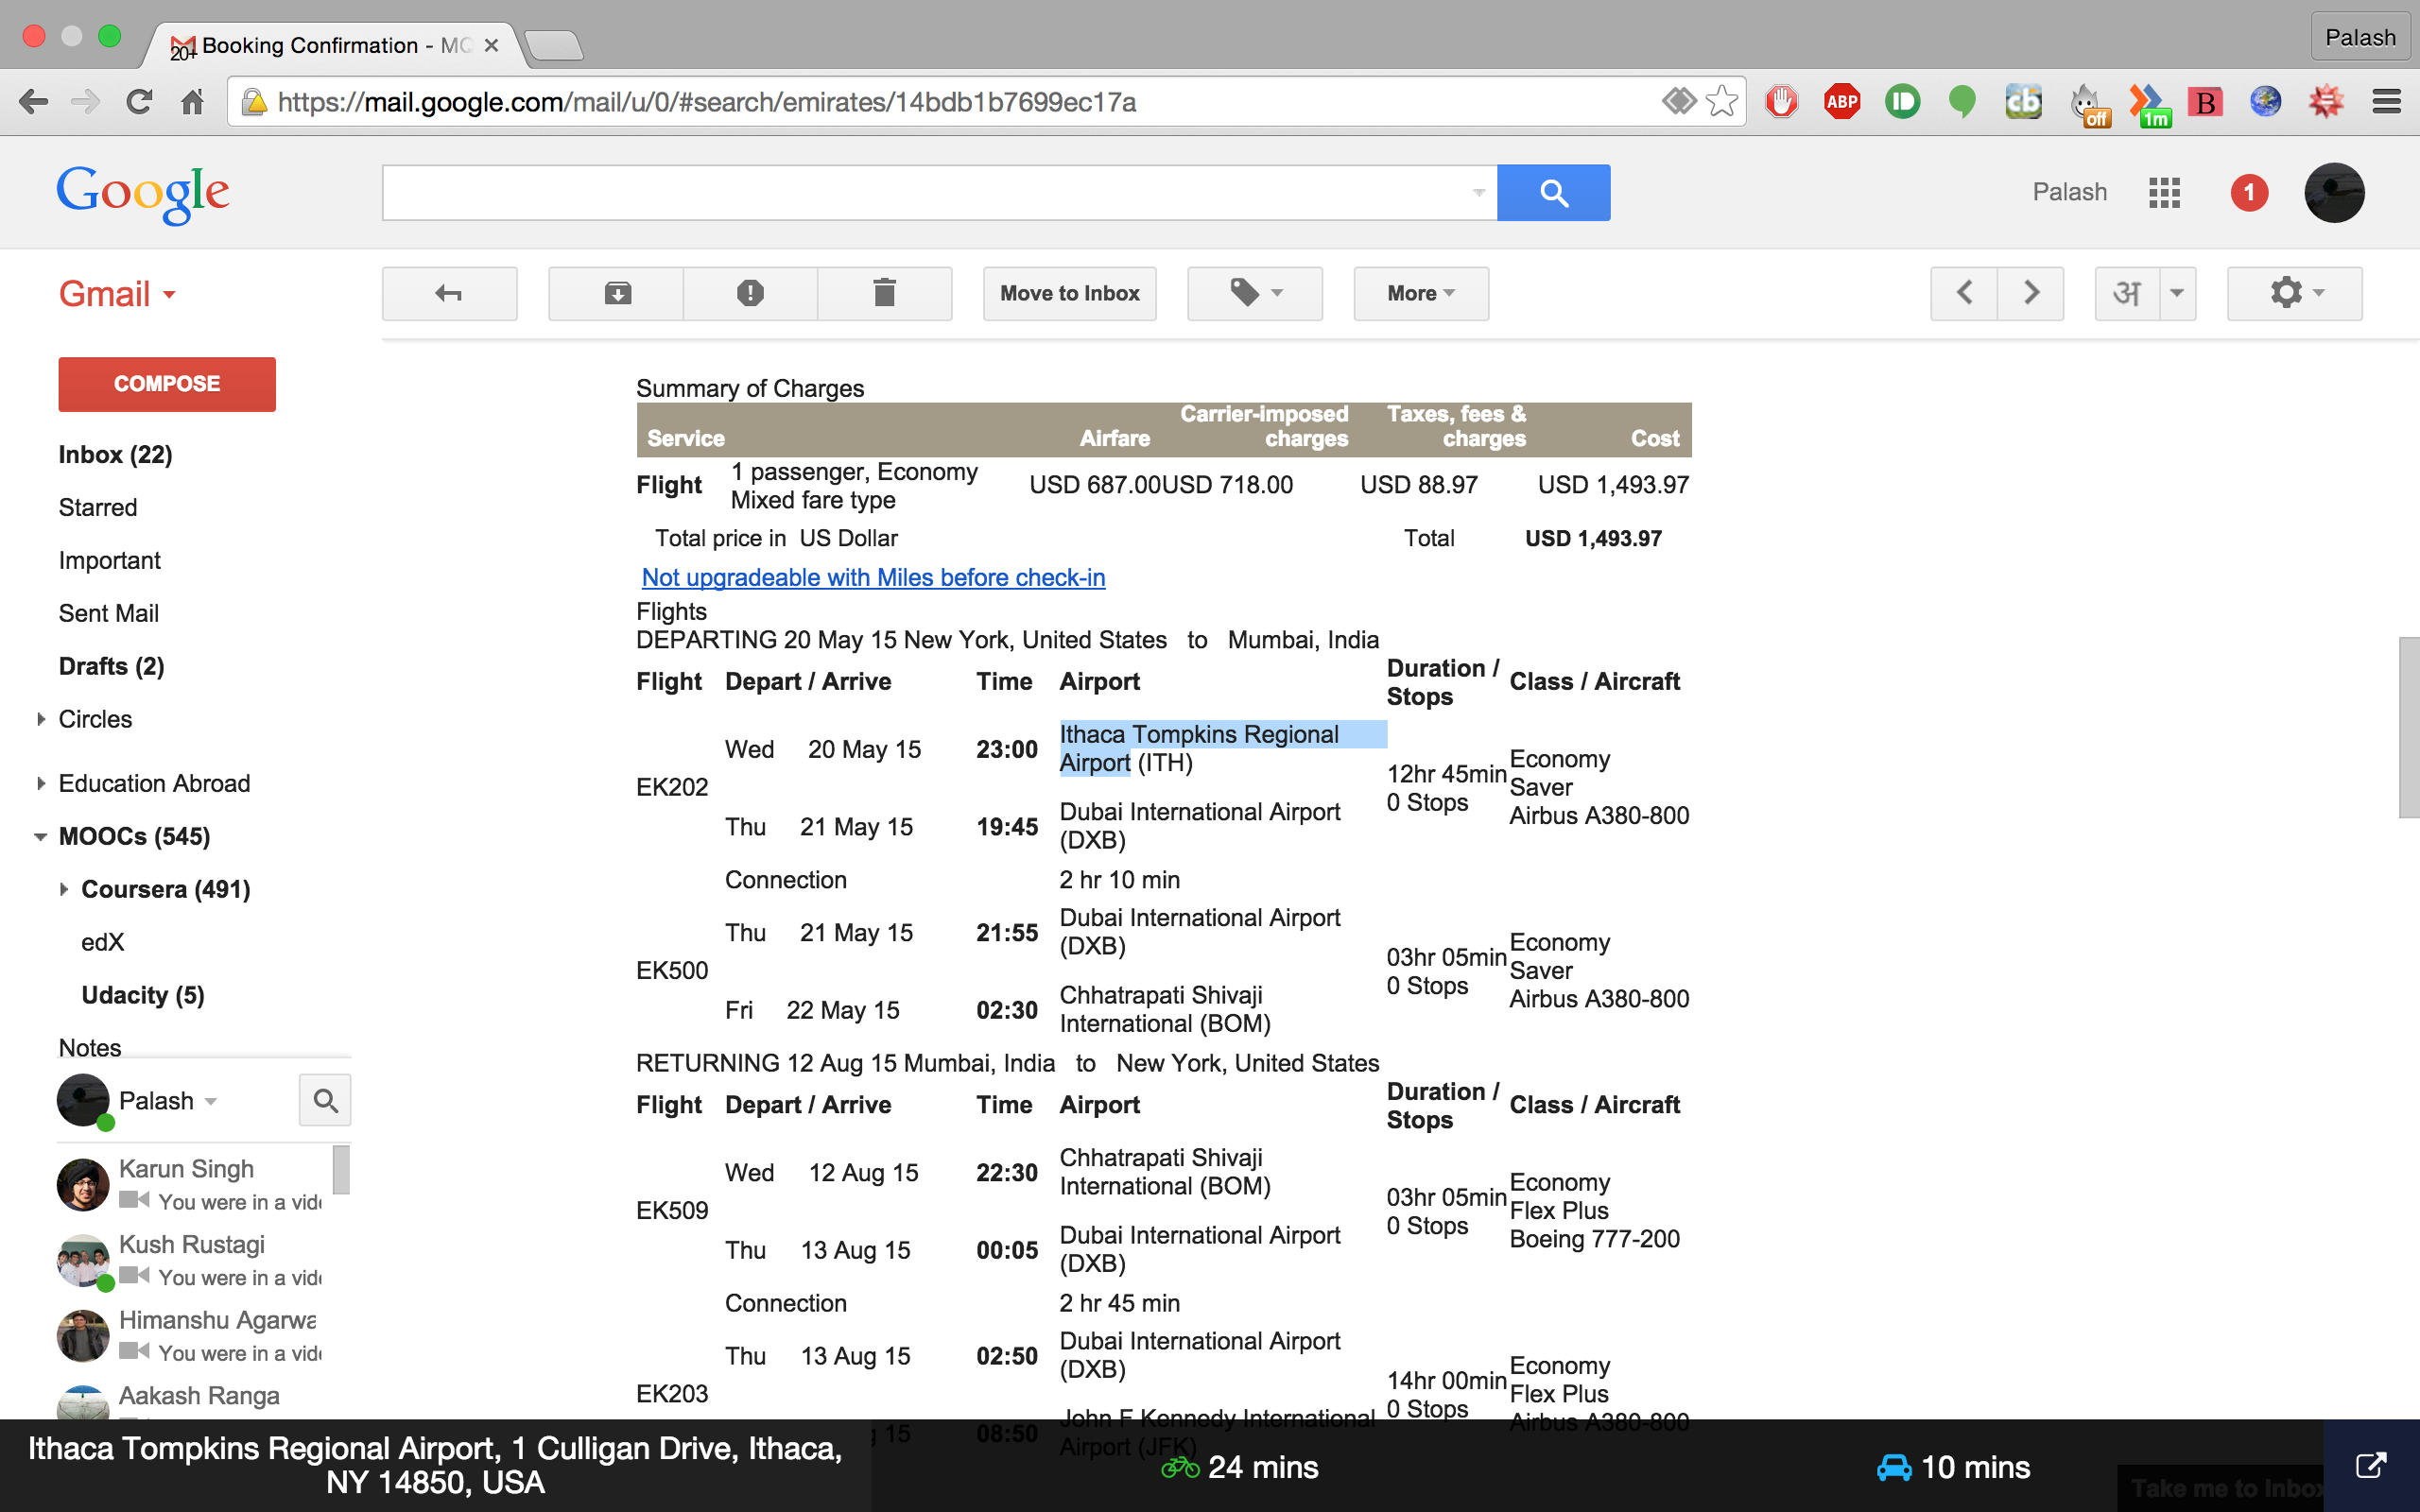 20+ Booking Confirmation - MC
Palash
https://mail.google.com/mail/u/0/#search/emirates/14bdb1b7699ec17a
ABP
cb
off
1m
B
Google
Palash
1
Gmail
Move to Inbox
More
अ
COMPOSE
Inbox (22)
Starred
Important
Sent Mail
Drafts (2)
Circles
Education Abroad
MOOCs (545)
Coursera (491)
edX
Udacity (5)
Notes
Palash
Karun Singh
You were in a vid
Kush Rustagi
You were in a vid
Himanshu Agarwa
You were in a vid
Aakash Ranga
Summary of Charges
Service Airfare Carrier-imposed charges Taxes, fees & charges Cost
Flight 1 passenger, Economy Mixed fare type USD 687.00 USD 718.00 USD 88.97 USD 1,493.97
Total price in US Dollar Total USD 1,493.97
Not upgradeable with Miles before check-in
Flights
DEPARTING 20 May 15 New York, United States to Mumbai, India
Flight Depart / Arrive Time Airport Duration / Stops Class / Aircraft
Wed 20 May 15 23:00 Ithaca Tompkins Regional
Airport (ITH)
EK202 12hr 45min Economy
0 Stops Saver
Airbus A380-800
Thu 21 May 15 19:45 Dubai International Airport
(DXB)
Connection 2 hr 10 min
Thu 21 May 15 21:55 Dubai International Airport
(DXB)
EK500 03hr 05min Economy
0 Stops Saver
Airbus A380-800
Fri 22 May 15 02:30 Chhatrapati Shivaji
International (BOM)
RETURNING 12 Aug 15 Mumbai, India to New York, United States
Flight Depart / Arrive Time Airport Duration / Stops Class / Aircraft
Wed 12 Aug 15 22:30 Chhatrapati Shivaji
International (BOM)
EK509 03hr 05min Economy
0 Stops Flex Plus
Boeing 777-200
Thu 13 Aug 15 00:05 Dubai International Airport
(DXB)
Connection 2 hr 45 min
Thu 13 Aug 15 02:50 Dubai International Airport
(DXB)
EK203 14hr 00min Economy
0 Stops Flex Plus
Airbus A380-800
15 08:50 John F Kennedy International
Airport (JFK)
Ithaca Tompkins Regional Airport, 1 Culligan Drive, Ithaca,
NY 14850, USA
24 mins
10 mins
Take me to Inbox